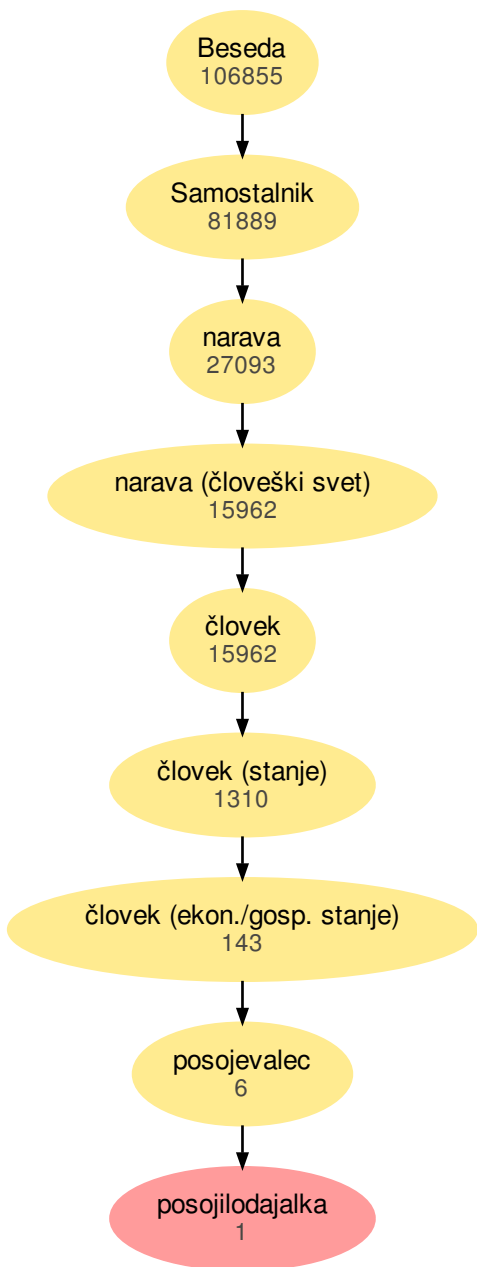 Beseda
106855
Samostalnik
81889
narava
27093
narava (človeški svet)
15962
človek
15962
človek (stanje)
1310
človek (ekon./gosp. stanje)
143
posojevalec
6
posojilodajalka
1